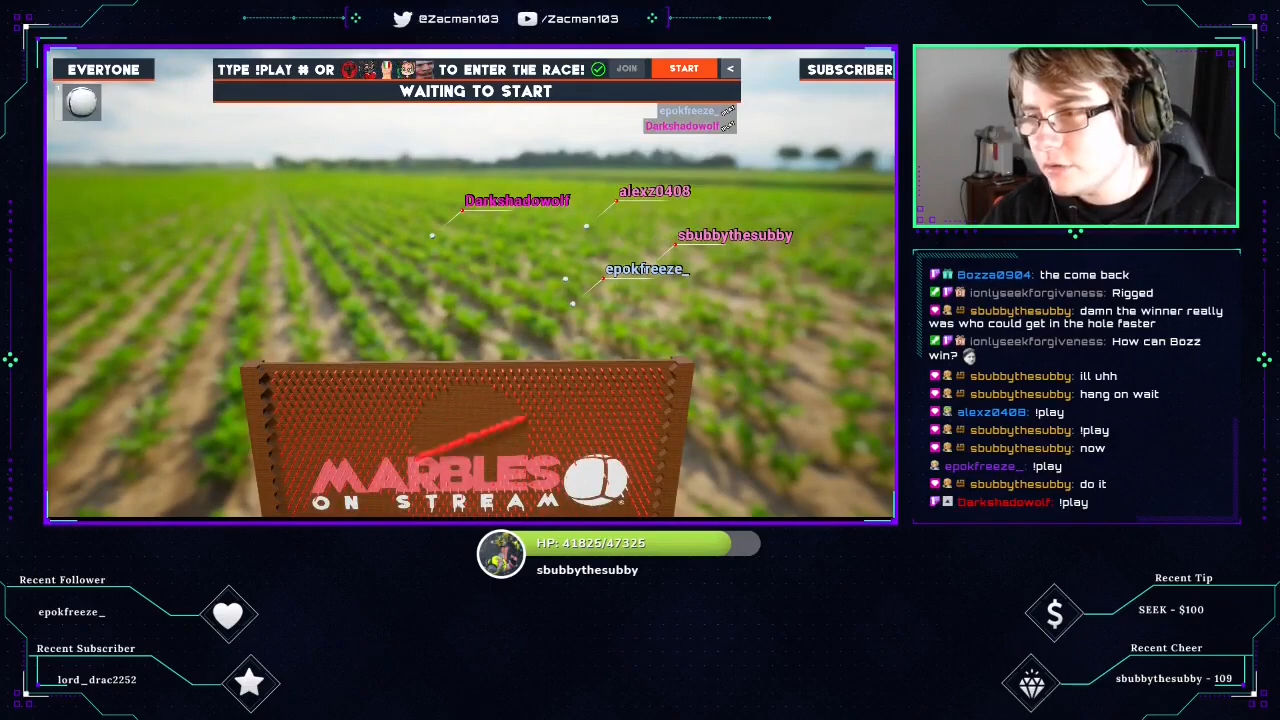 @Zacman103
/Zacman103
EVERYONE
TYPE !PLAY # OR
TO ENTER THE RACE!
JOIN
START
<
SUBSCRIBER
WAITING TO START
1
epokfreeze_
Darkshadowolf
Darkshadowolf
alexz0408
sbubbythesubby
epokfreeze_
MARBLES
ON STREAM
Bozza0904: the come back
ionlyseekforgiveness: Rigged
sbubbythesubby: damn the winner really
was who could get in the hole faster
ionlyseekforgiveness: How can Bozz
win?
sbubbythesubby: ill uhh
sbubbythesubby: hang on wait
alexz0408: !play
sbubbythesubby: !play
sbubbythesubby: now
epokfreeze_: !play
sbubbythesubby: do it
Darkshadowolf: !play
HP: 41825/47325
sbubbythesubby
Recent Follower
epokfreeze_
Recent Subscriber
lord_drac2252
Recent Tip
SEEK - $100
Recent Cheer
sbubbythesubby - 109